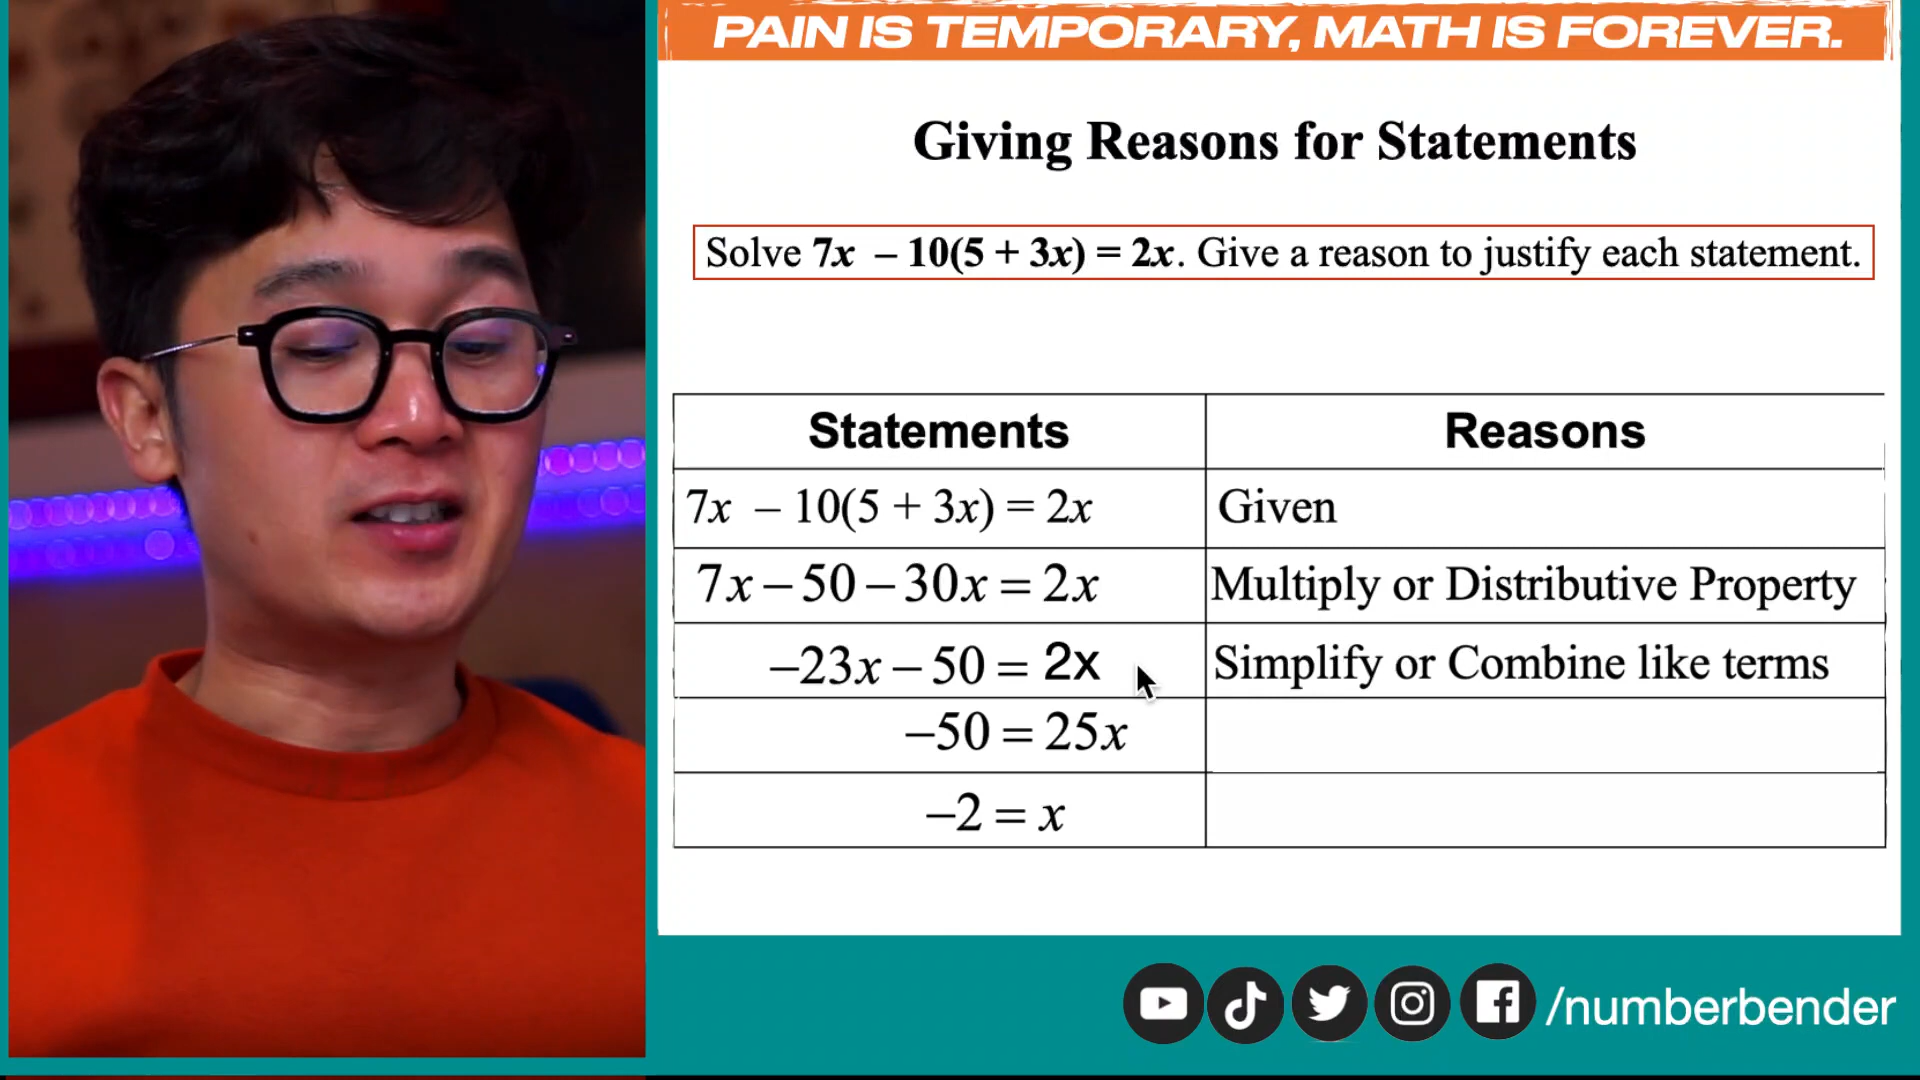 PAIN IS TEMPORARY, MATH IS FOREVER.
Giving Reasons for Statements
Solve 7x – 10(5 + 3x) = 2x. Give a reason to justify each statement.
Statements Reasons
7x – 10(5 + 3x) = 2x Given
7x – 50 – 30x = 2x Multiply or Distributive Property
–23x – 50 = 2x Simplify or Combine like terms
–50 = 25x
–2 = x
/numberbender